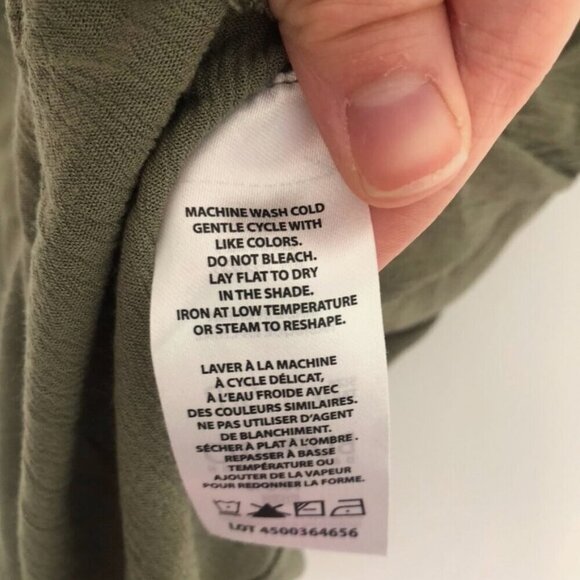 MACHINE WASH COLD
GENTLE CYCLE WITH
LIKE COLORS.
DO NOT BLEACH.
LAY FLAT TO DRY
IN THE SHADE.
IRON AT LOW TEMPERATURE
OR STEAM TO RESHAPE.
LAVER À LA MACHINE
À CYCLE DÉLICAT,
À L'EAU FROIDE AVEC
DES COULEURS SIMILAIRES.
NE PAS UTILISER D'AGENT
DE BLANCHIMENT.
SÉCHER À PLAT À L'OMBRE.
REPASSER À BASSE
TEMPÉRATURE OU
AJOUTER DE LA VAPEUR
POUR REDONNER LA FORME.
LOT 4500364656